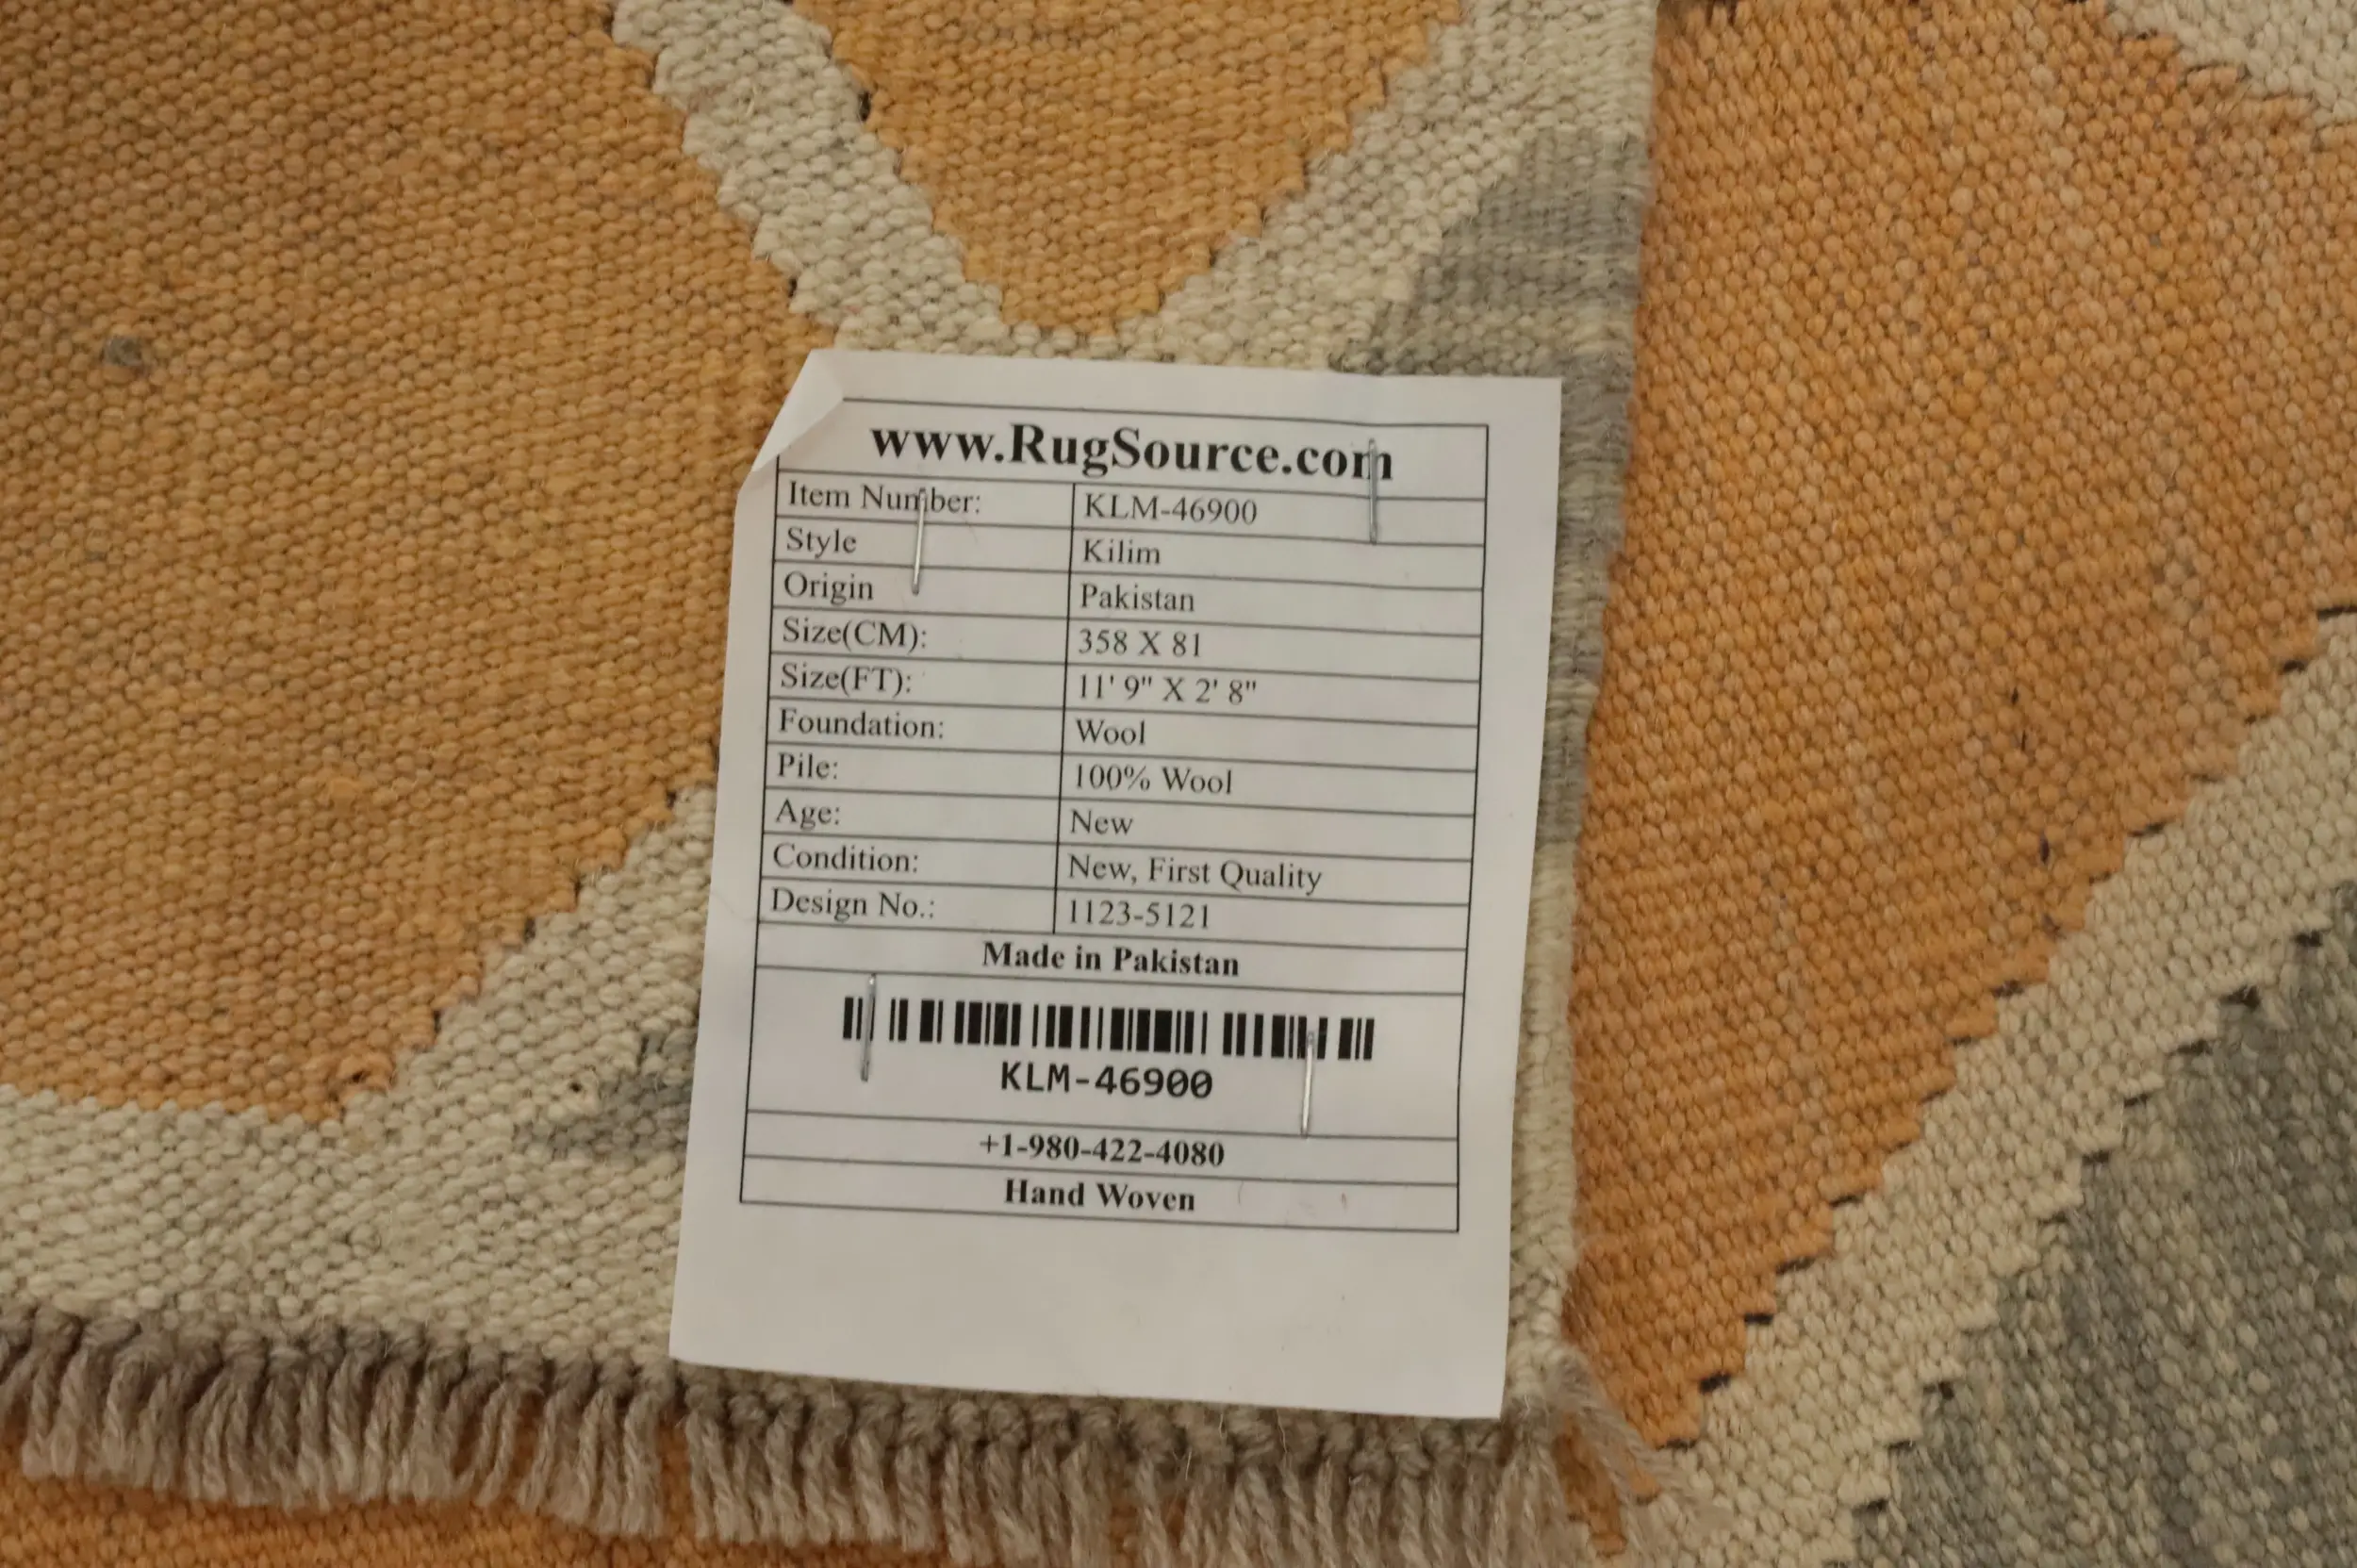 www.RugSource.com
Item Number: KLM-46900
Style Kilim
Origin Pakistan
Size(CM): 358 X 81
Size(FT): 11' 9" X 2' 8"
Foundation: Wool
Pile: 100% Wool
Age: New
Condition: New, First Quality
Design No.: 1123-5121
Made in Pakistan
KLM-46900
+1-980-422-4080
Hand Woven